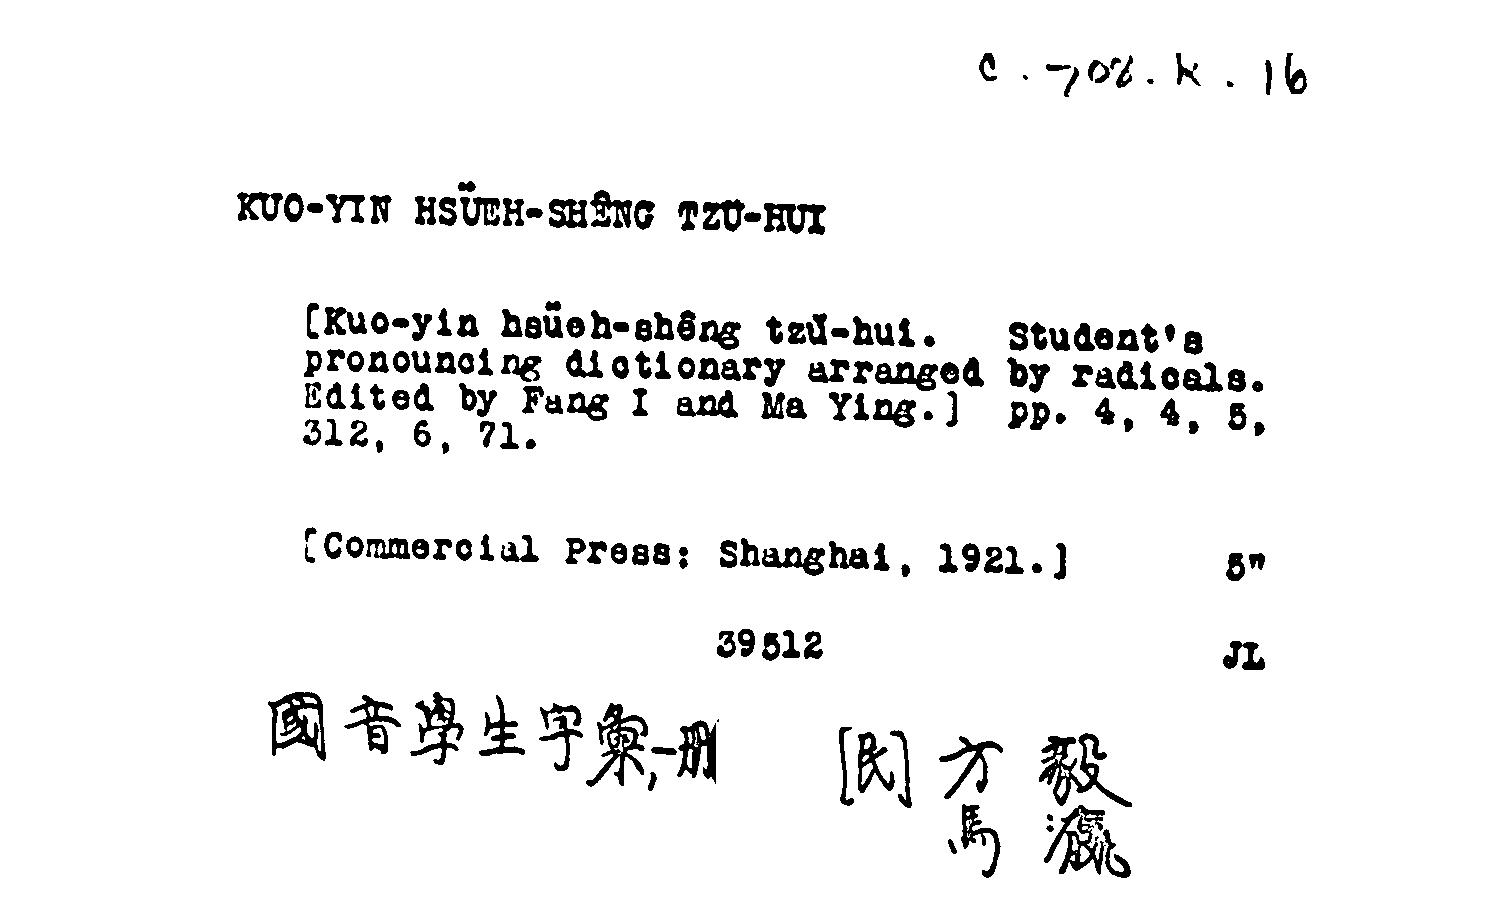 C. 708. k. 16
KUO-YIN HSÜEH-SHÊNG TZŬ-HUI
[Kuo-yin hsüeh-shêng tzŭ-hui. Student's
pronouncing dictionary arranged by radicals.
Edited by Fang I and Ma Ying.] pp. 4, 4, 5,
312, 6, 71.
[Commercial Press: Shanghai, 1921.] 5"
39512 JL
國音學生字彙,一冊 [民] 方毅
馬瀛